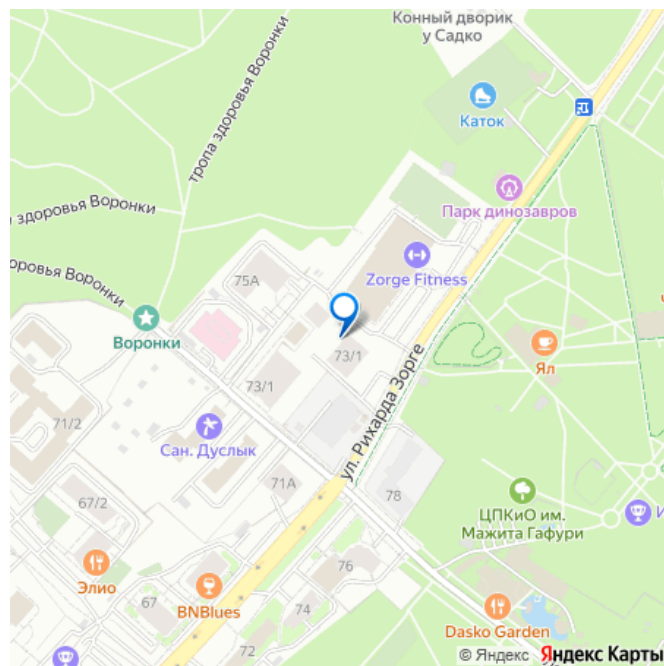 Конный дворик
у Садко
Каток
тропа здоровья Воронки
Парк динозавров
здоровья Воронки
Zorge Fitness
75А
оровья Воронки
Воронки
73/1
Ял
73/1
ул. Рихарда Зорге
71/2
Сан. Дуслык
71А
78
ЦПКиО им.
Мажита Гафури
67/2
Элио
76
67
BNBlues
74
Dasko Garden
72
© Яндекс Яндекс Карты